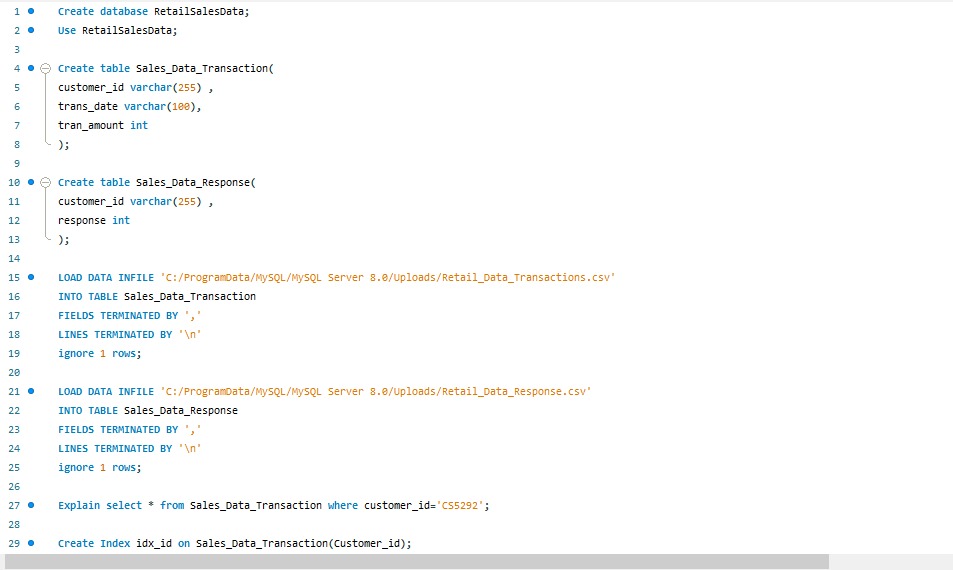 1 Create database RetailSalesData;
2 Use RetailSalesData;
3
4 Create table Sales_Data_Transaction(
5 customer_id varchar(255) ,
6 trans_date varchar(100),
7 tran_amount int
8 );
9
10 Create table Sales_Data_Response(
11 customer_id varchar(255) ,
12 response int
13 );
14
15 LOAD DATA INFILE 'C:/ProgramData/MySQL/MySQL Server 8.0/Uploads/Retail_Data_Transactions.csv'
16 INTO TABLE Sales_Data_Transaction
17 FIELDS TERMINATED BY ','
18 LINES TERMINATED BY '\n'
19 ignore 1 rows;
20
21 LOAD DATA INFILE 'C:/ProgramData/MySQL/MySQL Server 8.0/Uploads/Retail_Data_Response.csv'
22 INTO TABLE Sales_Data_Response
23 FIELDS TERMINATED BY ','
24 LINES TERMINATED BY '\n'
25 ignore 1 rows;
26
27 Explain select * from Sales_Data_Transaction where customer_id='CS5292';
28
29 Create Index idx_id on Sales_Data_Transaction(Customer_id);